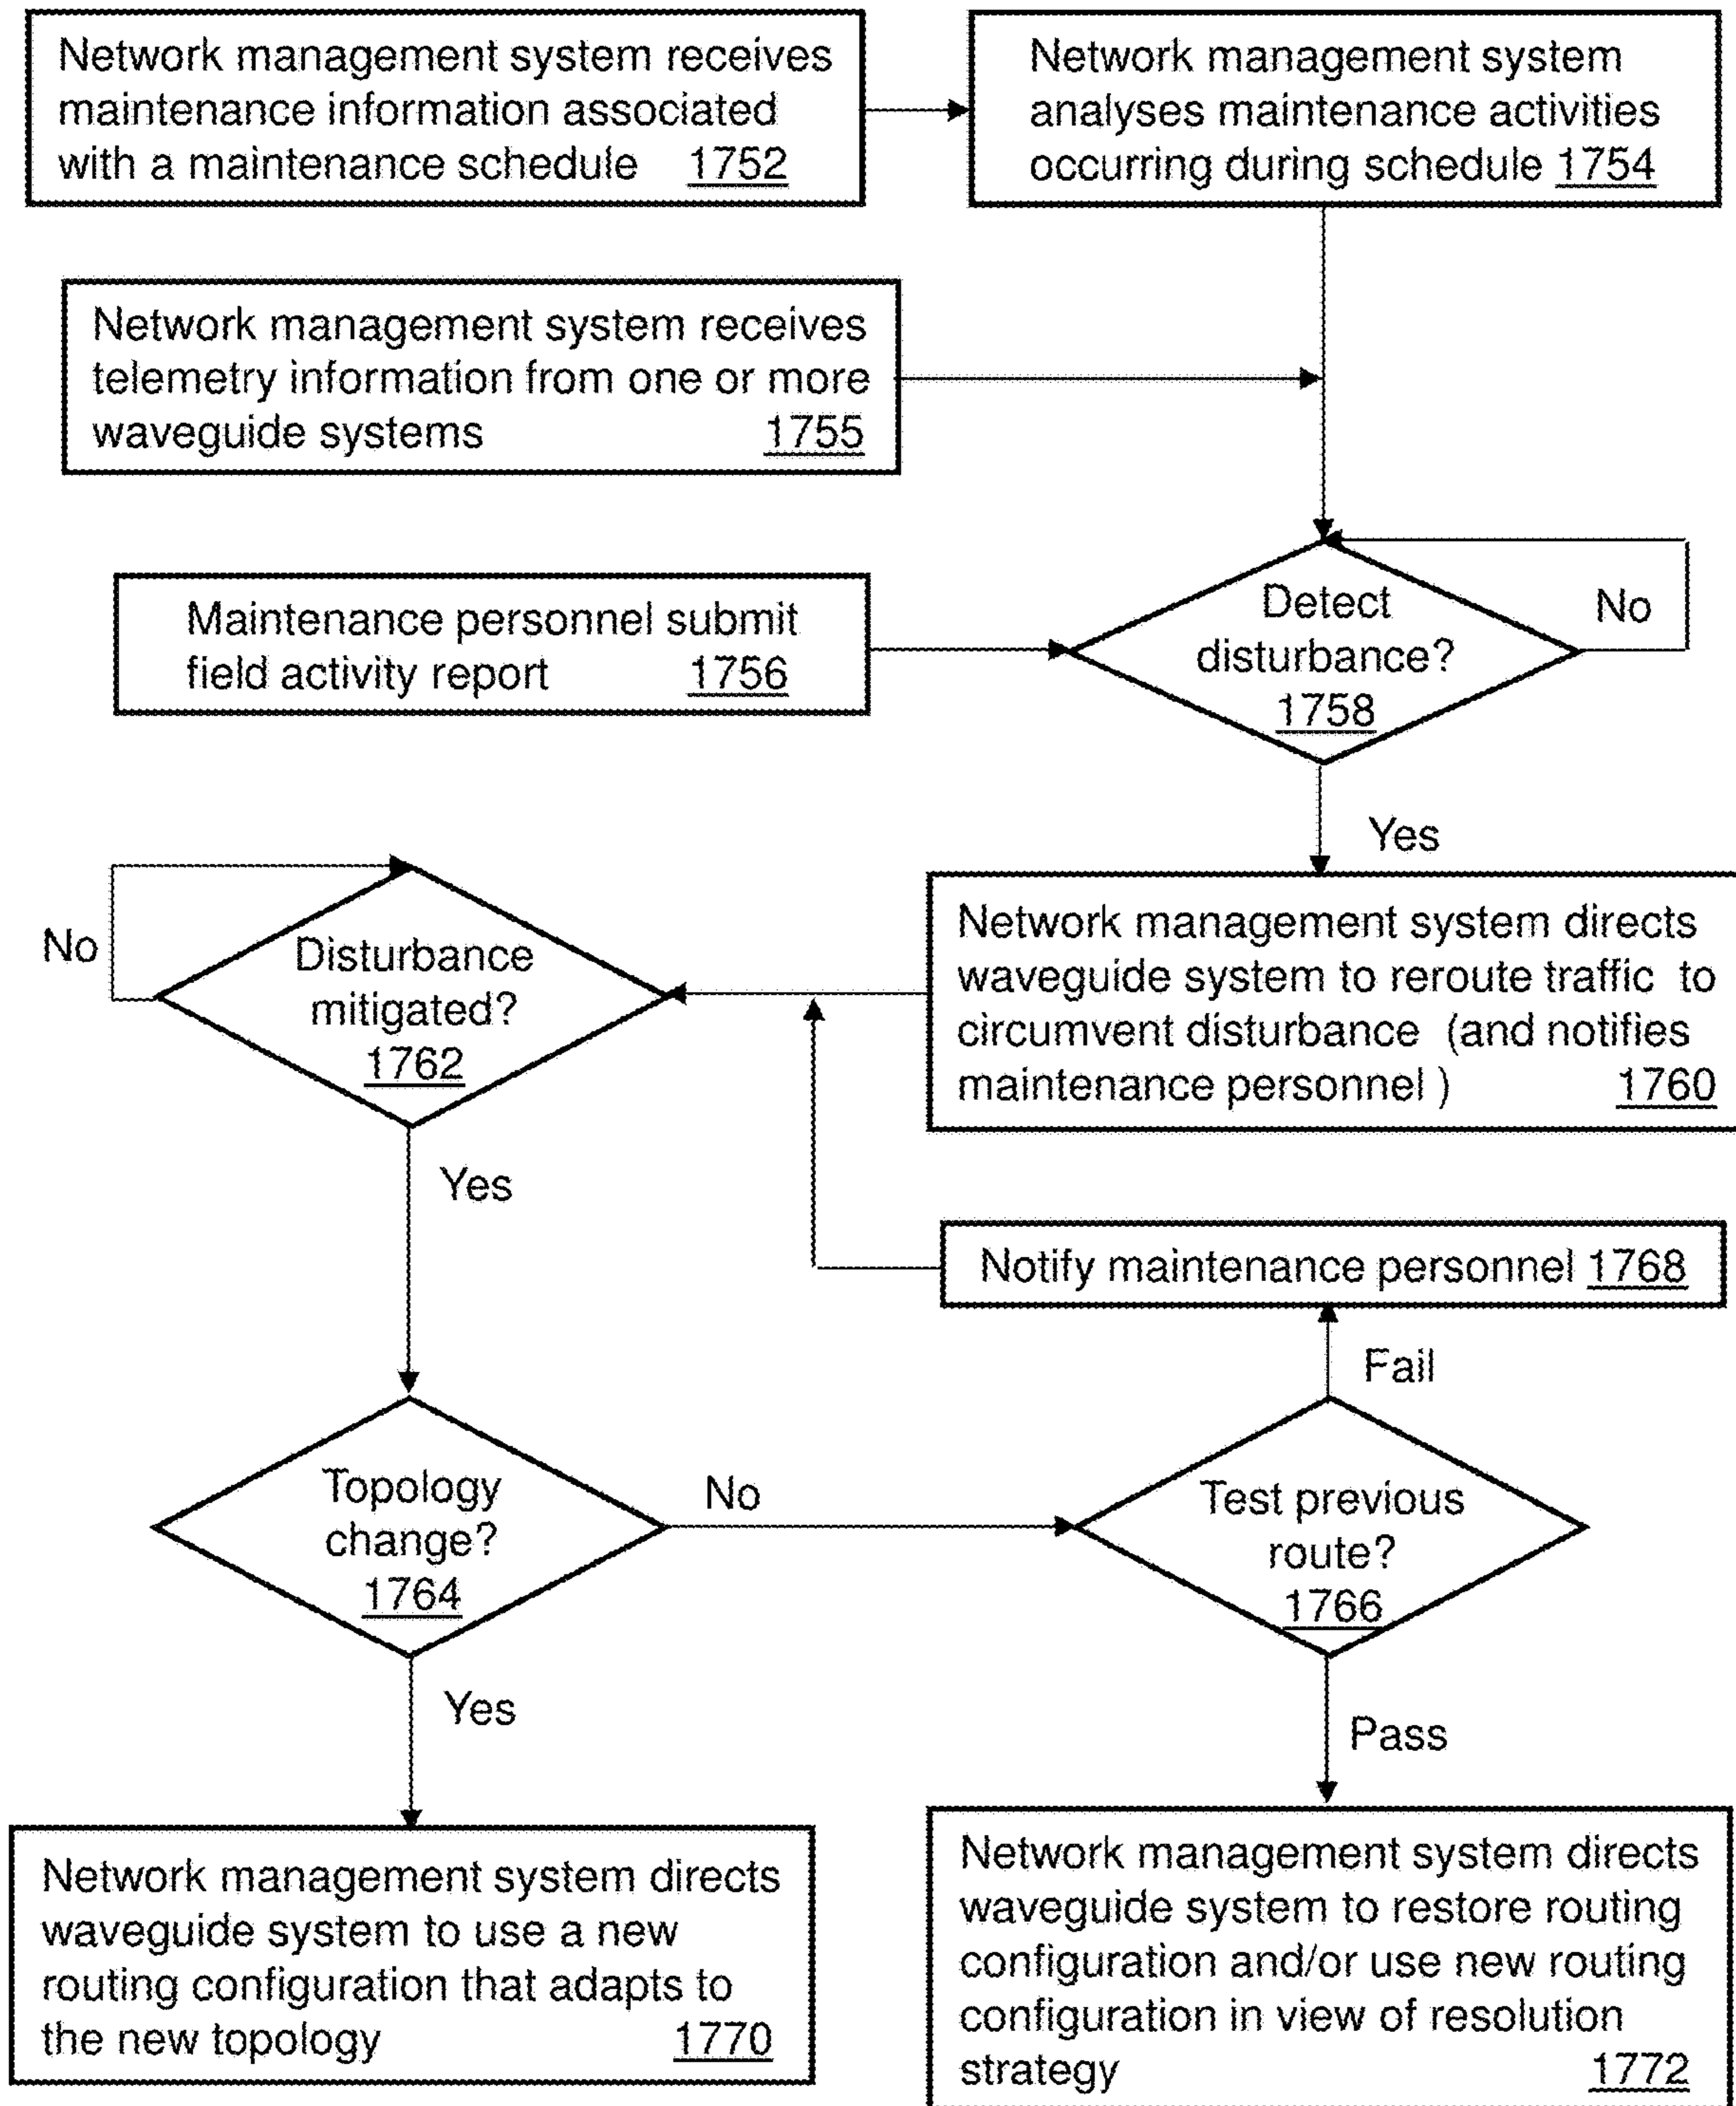 Network management system receives
maintenance information associated
with a maintenance schedule 1752
Network management system
analyses maintenance activities
occurring during schedule 1754
Network management system receives
telemetry information from one or more
waveguide systems 1755
Maintenance personnel submit
field activity report 1756
Detect
disturbance?
1758
No
Yes
Network management system directs
waveguide system to reroute traffic to
circumvent disturbance (and notifies
maintenance personnel ) 1760
No
Disturbance
mitigated?
1762
Yes
Notify maintenance personnel 1768
Fail
Topology
change?
1764
No
Test previous
route?
1766
Yes
Pass
Network management system directs
waveguide system to use a new
routing configuration that adapts to
the new topology 1770
Network management system directs
waveguide system to restore routing
configuration and/or use new routing
configuration in view of resolution
strategy 1772